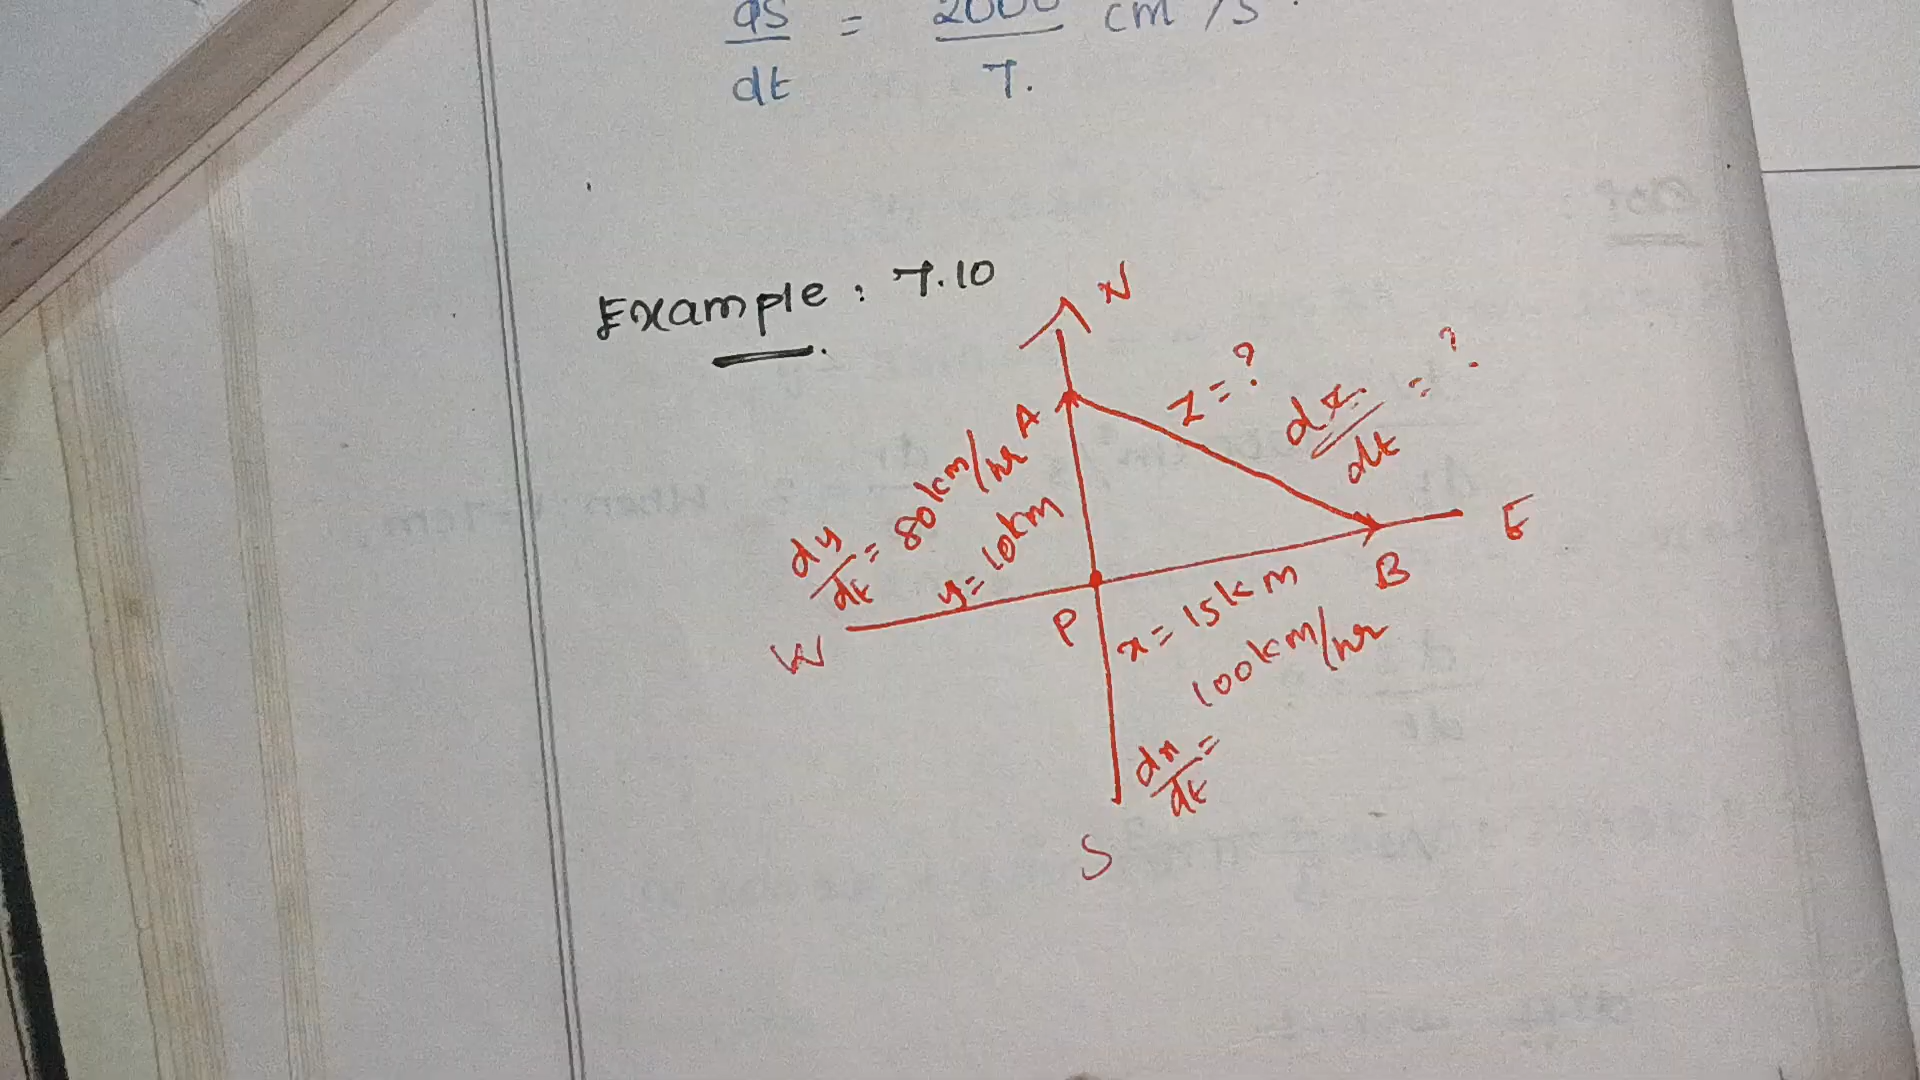 ds/dt = 2000/7. cm/s.
Example : 7.10
N
A
z = ?
dz/dt = ?
dy/dt = 80km/hr
y = 10km
E
B
P
W
x = 15km
100km/hr
dx/dt =
S